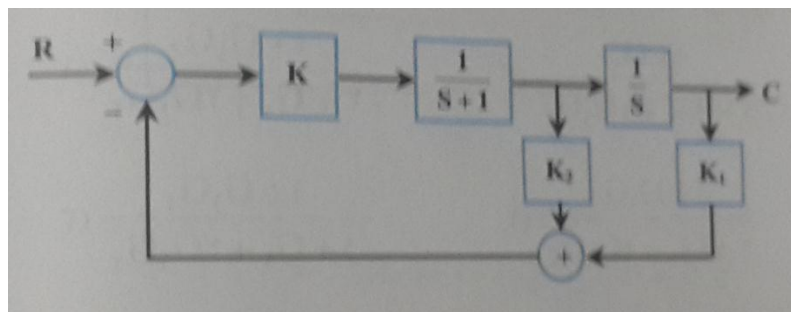 R + K 1/(S+1) 1/S C
−
K₂ K₁
+